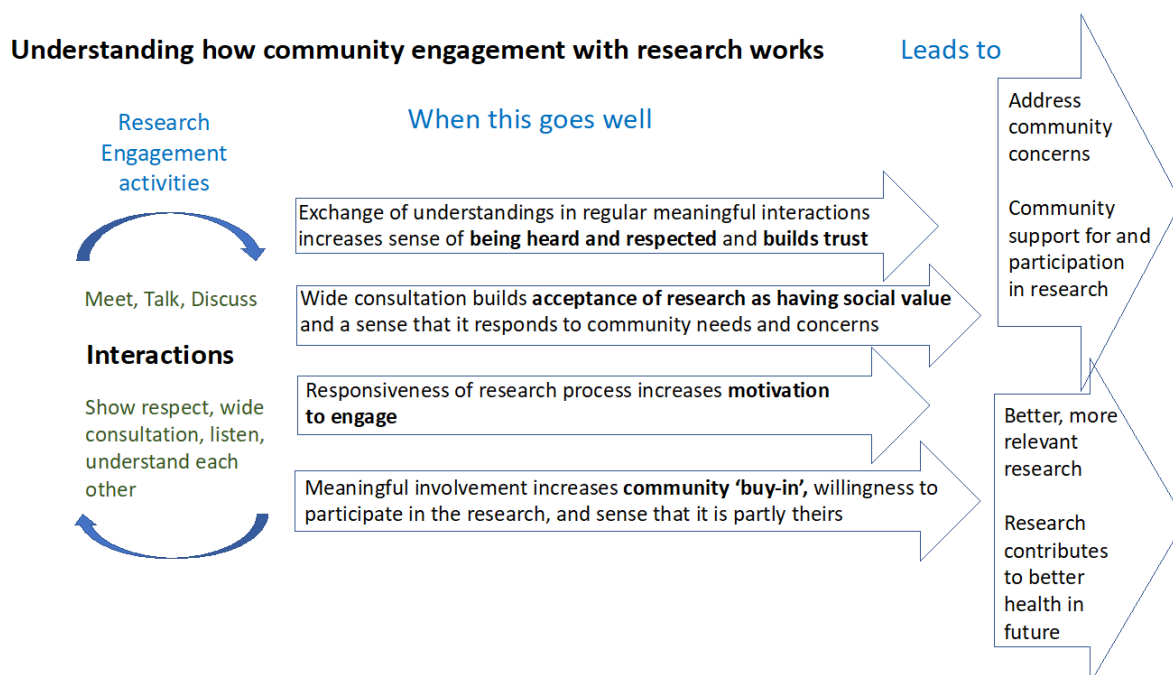 Understanding how community engagement with research works
Leads to
Research
Engagement
activities
When this goes well
Meet, Talk, Discuss
Interactions
Show respect, wide
consultation, listen,
understand each
other
Exchange of understandings in regular meaningful interactions
increases sense of being heard and respected and builds trust
Wide consultation builds acceptance of research as having social value
and a sense that it responds to community needs and concerns
Responsiveness of research process increases motivation
to engage
Meaningful involvement increases community ‘buy-in’, willingness to
participate in the research, and sense that it is partly theirs
Address
community
concerns
Community
support for and
participation
in research
Better, more
relevant
research
Research
contributes
to better
health in
future